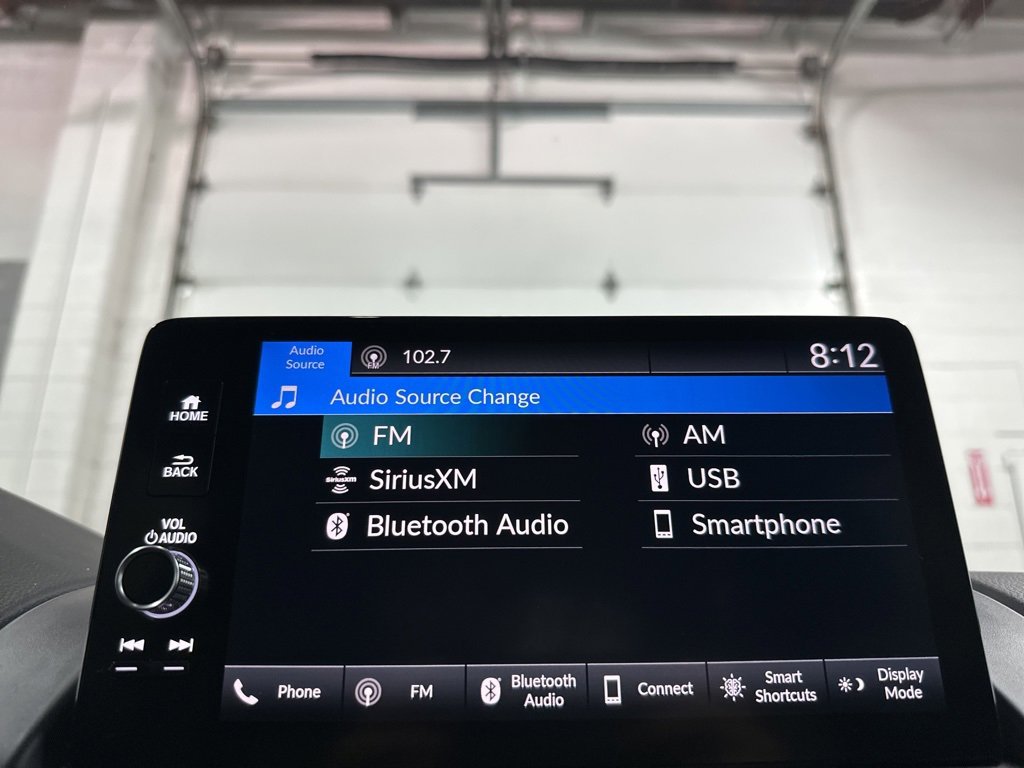 Audio
Source
FM
102.7
8:12
Audio Source Change
HOME
BACK
VOL
AUDIO
FM
AM
SiriusXM
SiriusXM
USB
Bluetooth Audio
Smartphone
Phone
FM
Bluetooth
Audio
Connect
Smart
Shortcuts
Display
Mode